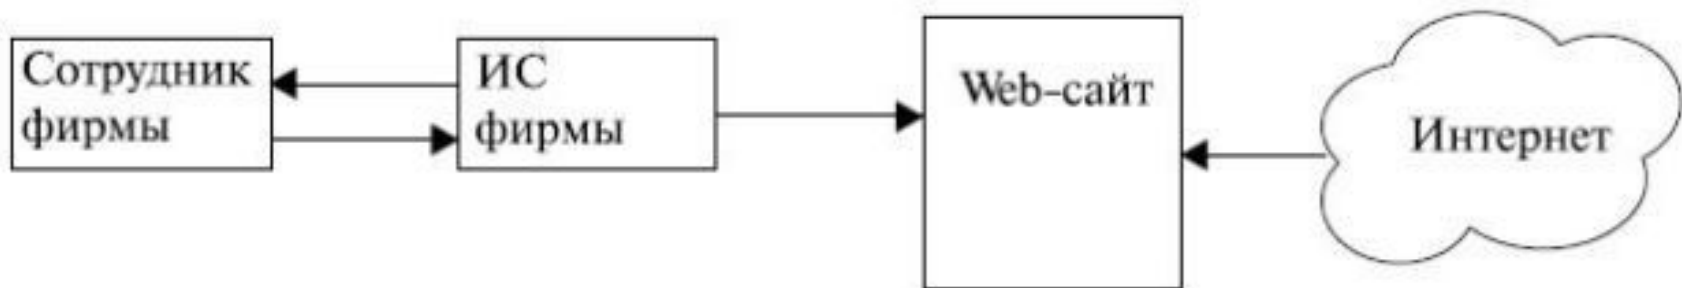 Сотрудник
фирмы
ИС
фирмы
Web-сайт
Интернет